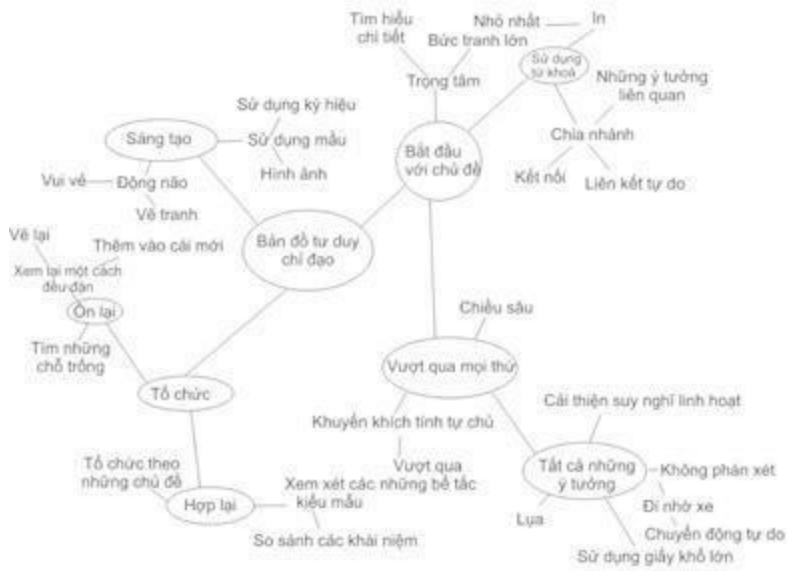 Tìm hiểu
chi tiết
Nhỏ nhất
In
Bức tranh lớn
Sử dụng
từ khoá
Trọng tâm
Những ý tưởng
liên quan
Sử dụng ký hiệu
Sáng tạo
Sử dụng mẫu
Chia nhánh
Bắt đầu
với chủ đề
Hình ảnh
Kết nối
Liên kết tự do
Vui vẻ
Động não
Vẽ tranh
Vẽ lại
Thêm vào cái mới
Bản đồ tư duy
chỉ đạo
Xem lại một cách
đều đặn
Ôn lại
Chiều sâu
Tìm những
chỗ trống
Vượt qua mọi thứ
Tổ chức
Cải thiện suy nghĩ linh hoạt
Khuyến khích tính tự chủ
Tổ chức theo
những chủ đề
Vượt qua
những bế tắc
Tất cả những
ý tưởng
Không phán xét
Xem xét các
kiểu mẫu
Hợp lại
Đi nhờ xe
Lụa
Chuyển động tự do
So sánh các khái niệm
Sử dụng giấy khổ lớn